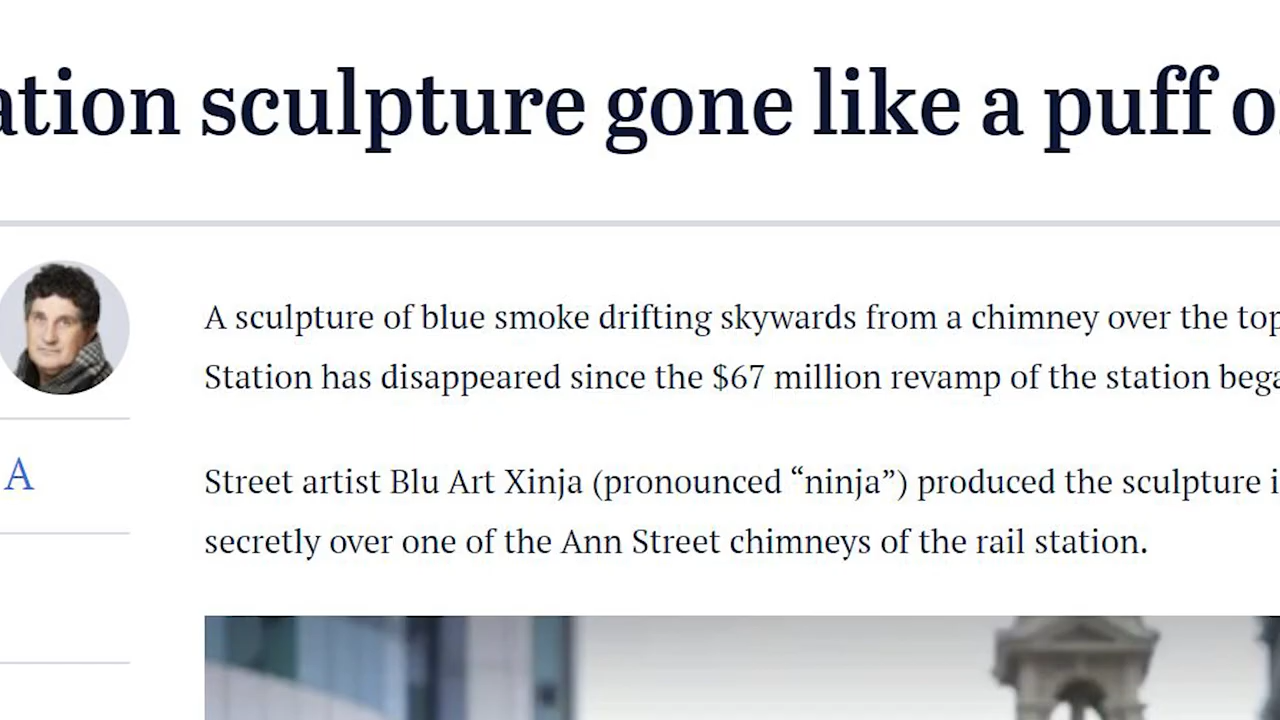 ation sculpture gone like a puff o
A sculpture of blue smoke drifting skywards from a chimney over the top
Station has disappeared since the $67 million revamp of the station bega
A
Street artist Blu Art Xinja (pronounced “ninja”) produced the sculpture i
secretly over one of the Ann Street chimneys of the rail station.